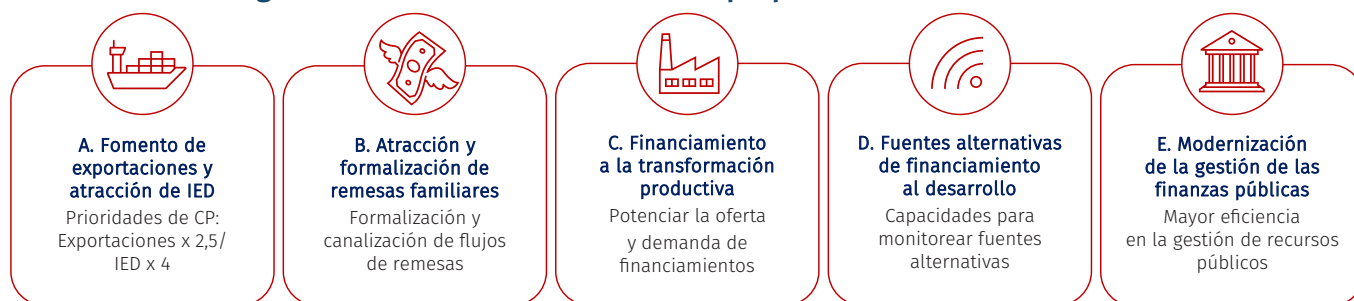 A. Fomento de
exportaciones y
atracción de IED
Prioridades de CP:
Exportaciones x 2,5/
IED x 4
B. Atracción y
formalización de
remesas familiares
Formalización y
canalización de flujos
de remesas
C. Financiamiento
a la transformación
productiva
Potenciar la oferta
y demanda de
financiamientos
D. Fuentes alternativas
de financiamiento
al desarrollo
Capacidades para
monitorear fuentes
alternativas
E. Modernización
de la gestión de las
finanzas públicas
Mayor eficiencia
en la gestión de recursos
públicos